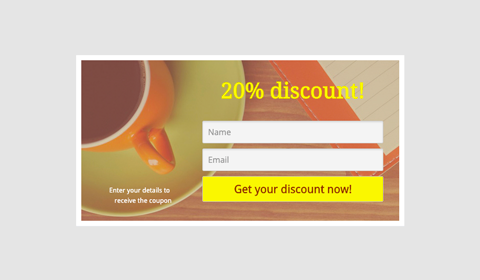 20% discount!
Name
Email
Get your discount now!
Enter your details to
receive the coupon